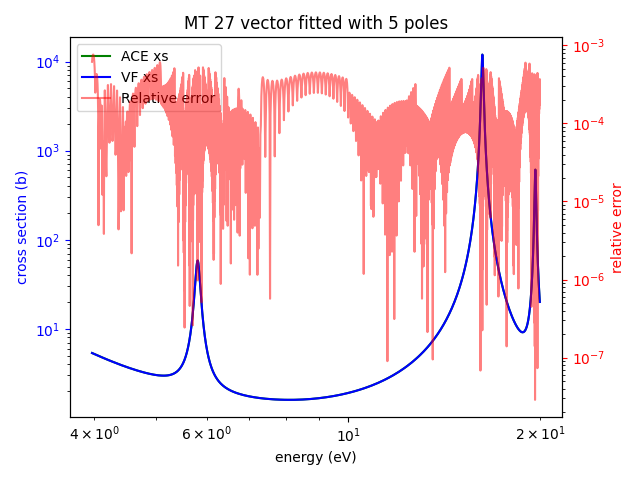 MT 27 vector fitted with 5 poles
ACE xs
VF xs
Relative error
cross section (b)
10⁴
10³
10²
10¹
relative error
10⁻³
10⁻⁴
10⁻⁵
10⁻⁶
10⁻⁷
4 × 10⁰
6 × 10⁰
10¹
2 × 10¹
energy (eV)